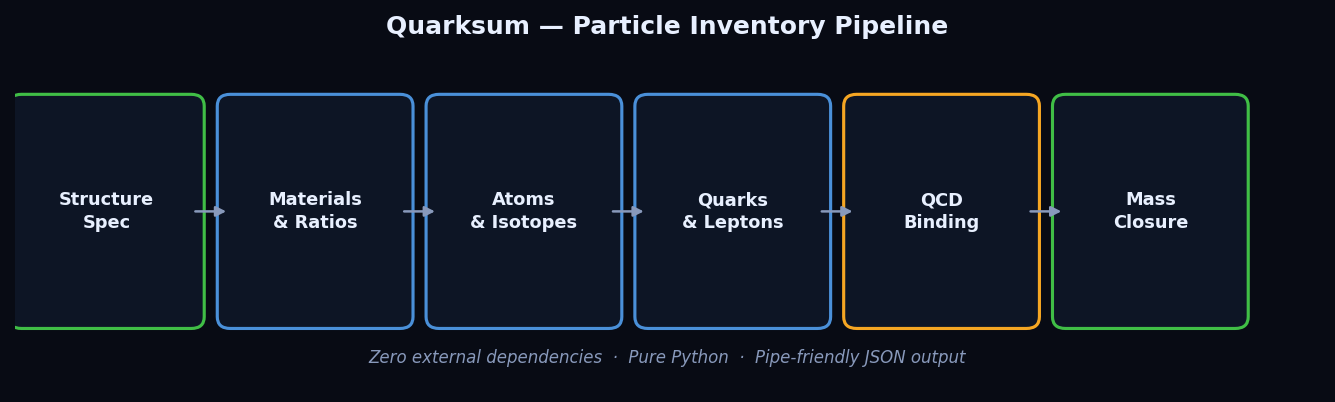 Quarksum — Particle Inventory Pipeline
Structure
Spec
Materials
& Ratios
Atoms
& Isotopes
Quarks
& Leptons
QCD
Binding
Mass
Closure
Zero external dependencies · Pure Python · Pipe-friendly JSON output